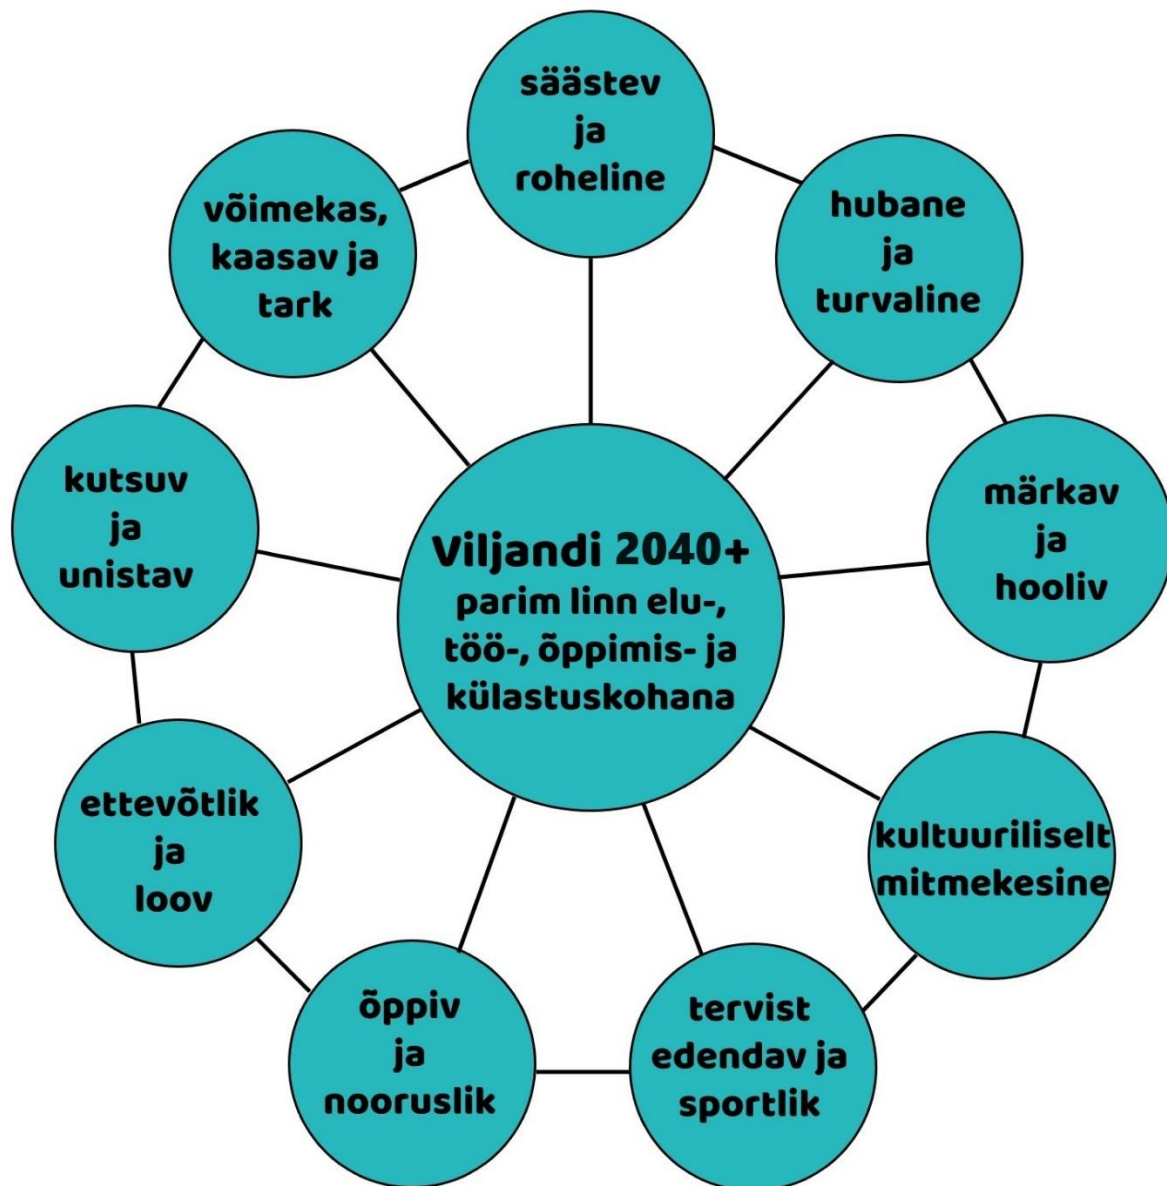 säästev
ja
roheline
hubane
ja
turvaline
märkav
ja
hooliv
kultuuriliselt
mitmekesine
tervist
edendav ja
sportlik
õppiv
ja
nooruslik
ettevõtlik
ja
loov
kutsuv
ja
unistav
võimekas,
kaasav ja
tark
Viljandi 2040+
parim linn elu-,
töö-, õppimis- ja
külastuskohana